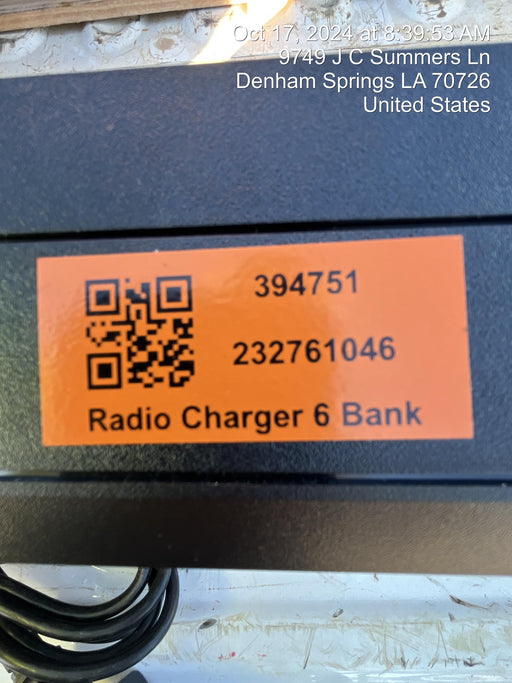 Oct 17, 2024 at 8:39:53 AM
9749 J C Summers Ln
Denham Springs LA 70726
United States
394751
232761046
Radio Charger 6 Bank